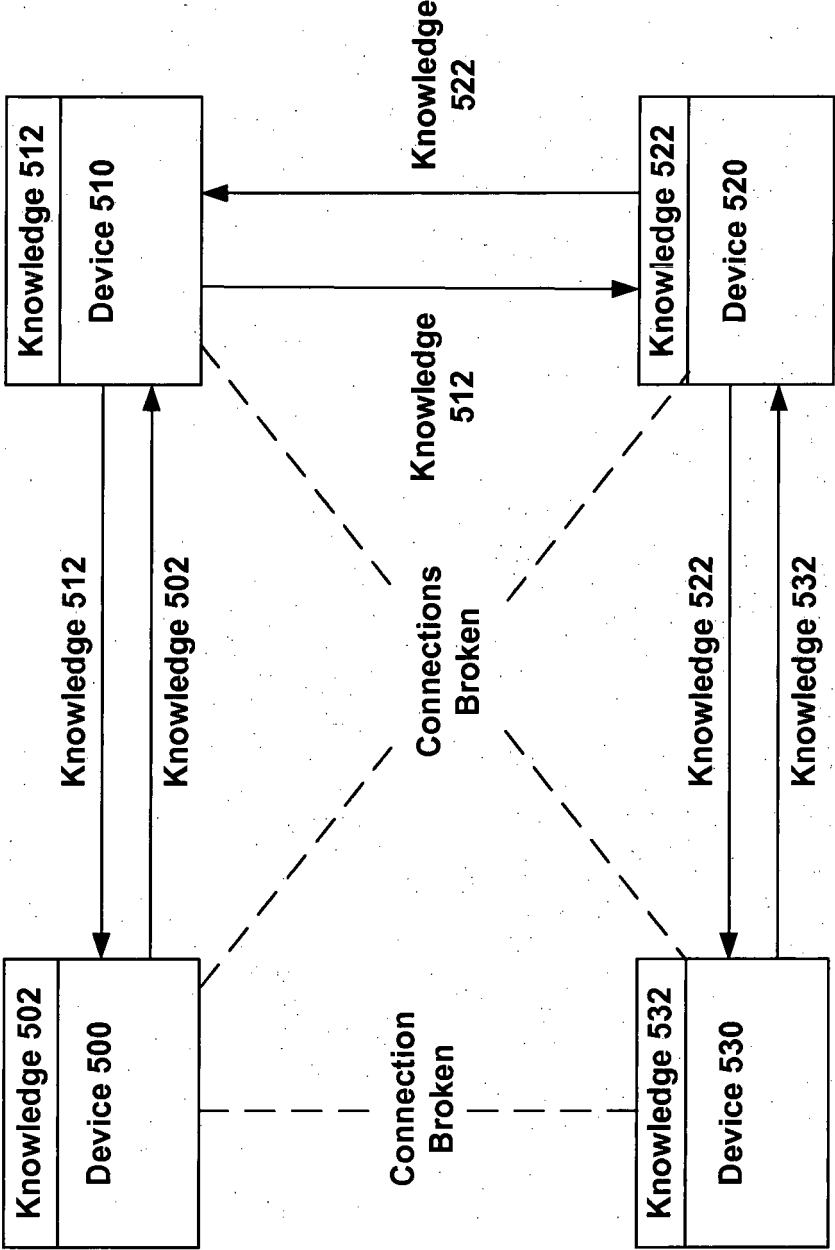 Knowledge 502
Device 500
Knowledge 512
Knowledge 502
Knowledge 512
Device 510
Connection
Broken
Connections
Broken
Knowledge
512
Knowledge
522
Knowledge 532
Device 530
Knowledge 522
Knowledge 532
Knowledge 522
Device 520